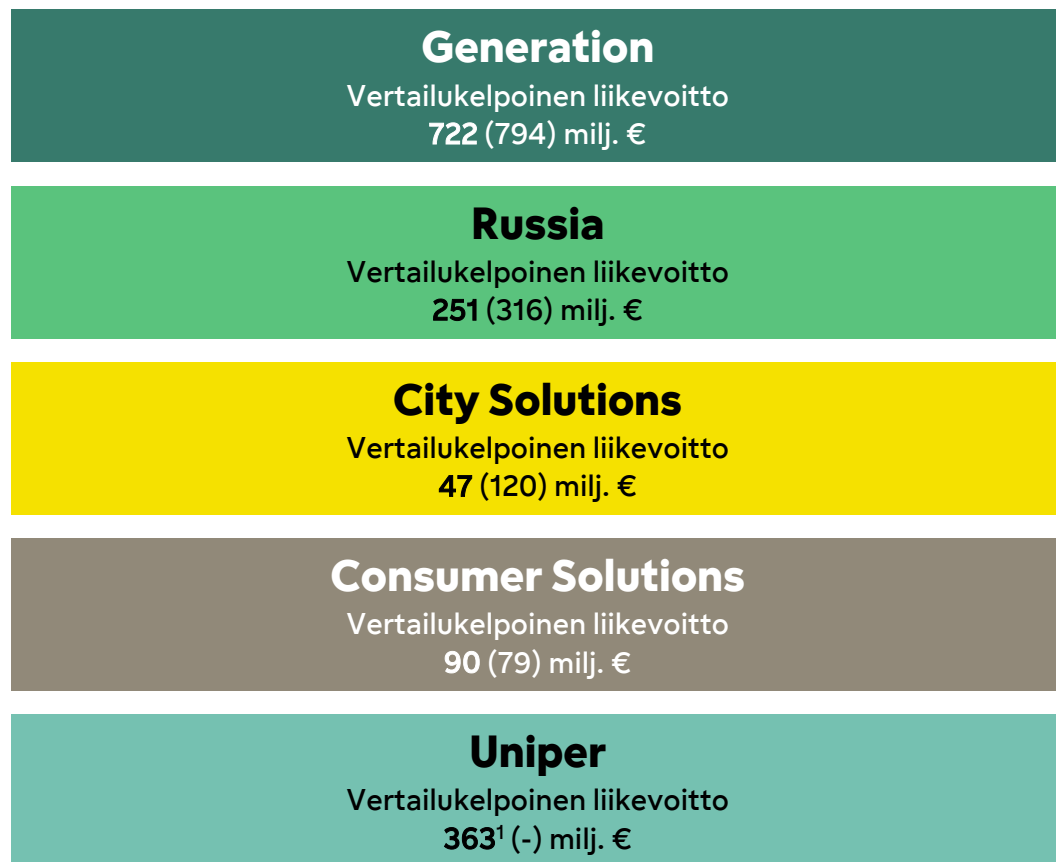 Generation
Vertailukelpoinen liikevoitto
722 (794) milj. €
Russia
Vertailukelpoinen liikevoitto
251 (316) milj. €
City Solutions
Vertailukelpoinen liikevoitto
47 (120) milj. €
Consumer Solutions
Vertailukelpoinen liikevoitto
90 (79) milj. €
Uniper
Vertailukelpoinen liikevoitto
363¹ (-) milj. €